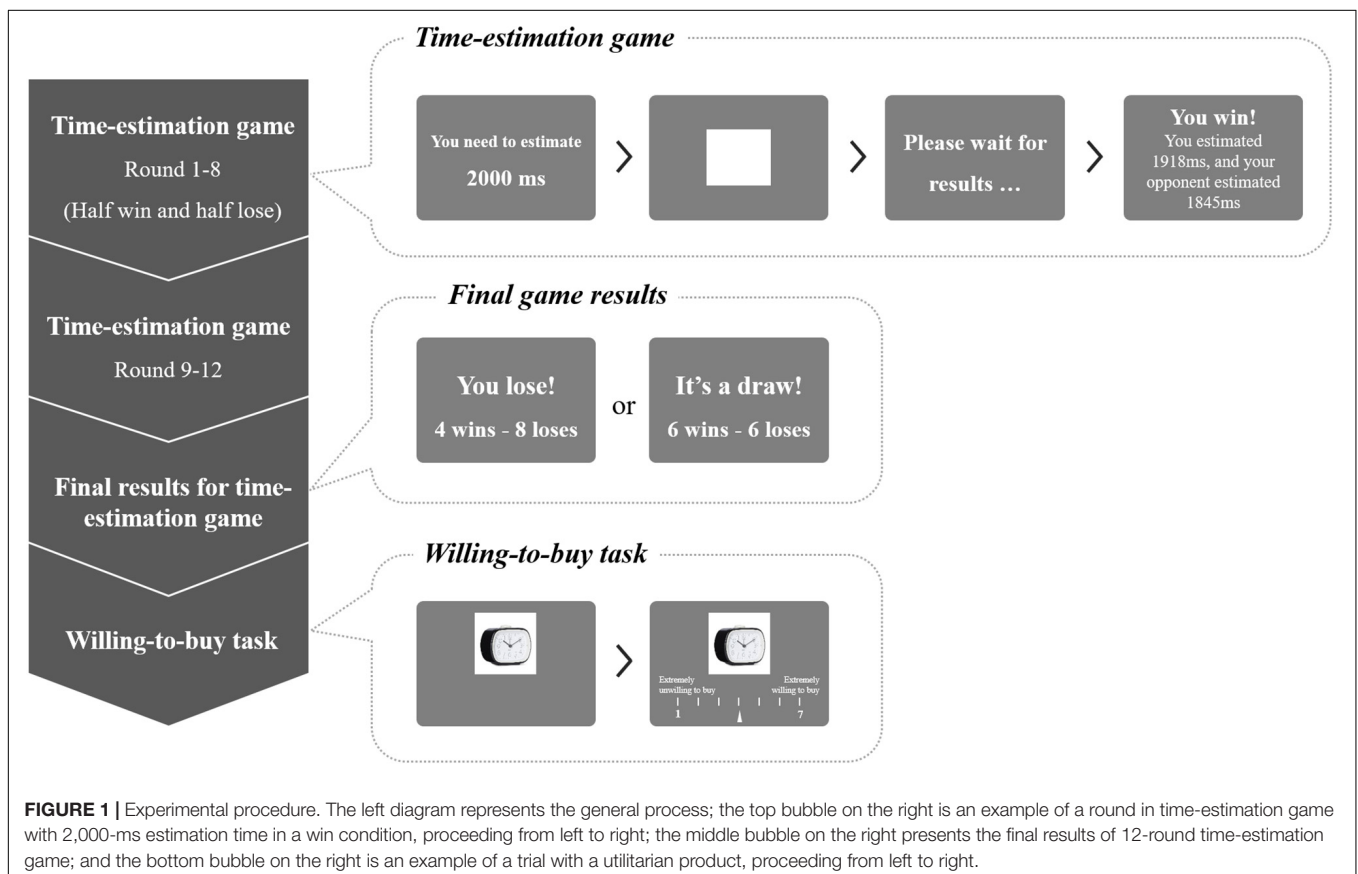 Time-estimation game
Round 1-8
(Half win and half lose)
Time-estimation game
Round 9-12
Final results for time-
estimation game
Willing-to-buy task
Time-estimation game
You need to estimate
2000 ms
Please wait for
results …
You win!
You estimated
1918ms, and your
opponent estimated
1845ms
Final game results
You lose!
4 wins - 8 loses
or
It's a draw!
6 wins - 6 loses
Willing-to-buy task
Extremely
unwilling to buy
Extremely
willing to buy
1
7
FIGURE 1 | Experimental procedure. The left diagram represents the general process; the top bubble on the right is an example of a round in time-estimation game
with 2,000-ms estimation time in a win condition, proceeding from left to right; the middle bubble on the right presents the final results of 12-round time-estimation
game; and the bottom bubble on the right is an example of a trial with a utilitarian product, proceeding from left to right.